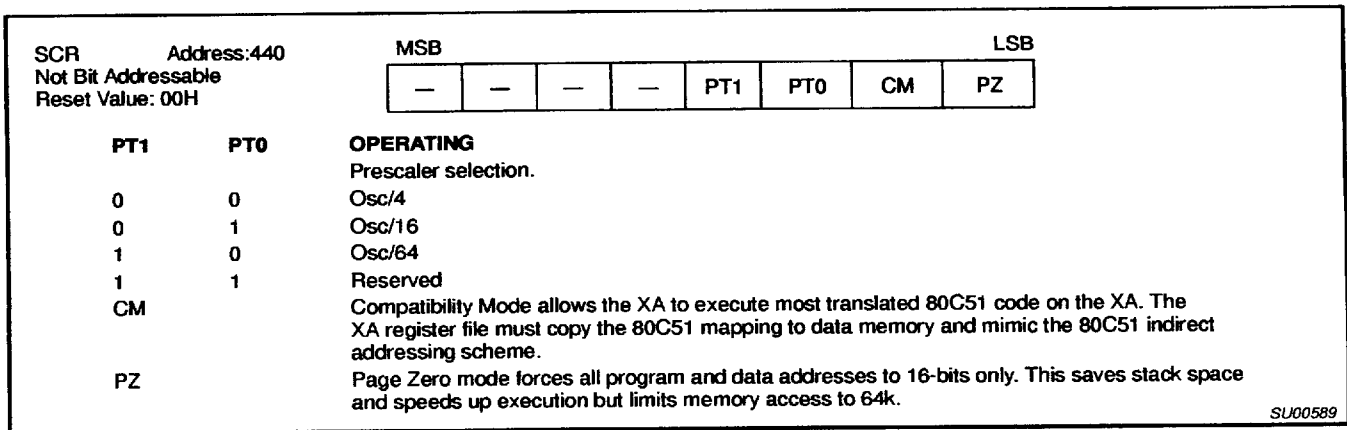 SCR Address:440 MSB LSB
Not Bit Addressable
Reset Value: 00H
— — — — PT1 PT0 CM PZ
PT1 PT0 OPERATING
Prescaler selection.
0 0 Osc/4
0 1 Osc/16
1 0 Osc/64
1 1 Reserved
CM Compatibility Mode allows the XA to execute most translated 80C51 code on the XA. The
XA register file must copy the 80C51 mapping to data memory and mimic the 80C51 indirect
addressing scheme.
PZ Page Zero mode forces all program and data addresses to 16-bits only. This saves stack space
and speeds up execution but limits memory access to 64k.
SU00589